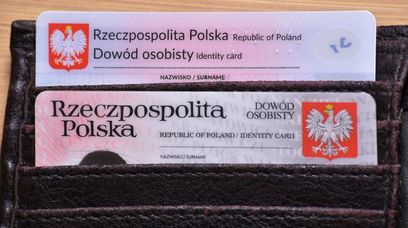 Rzeczpospolita Polska Republic of Poland
Dowód osobisty Identity card
NAZWISKO / SURNAME
Rzeczpospolita
Polska
DOWÓD
OSOBISTY
REPUBLIC OF POLAND / IDENTITY CARD
NAZWISKO / SURNAME